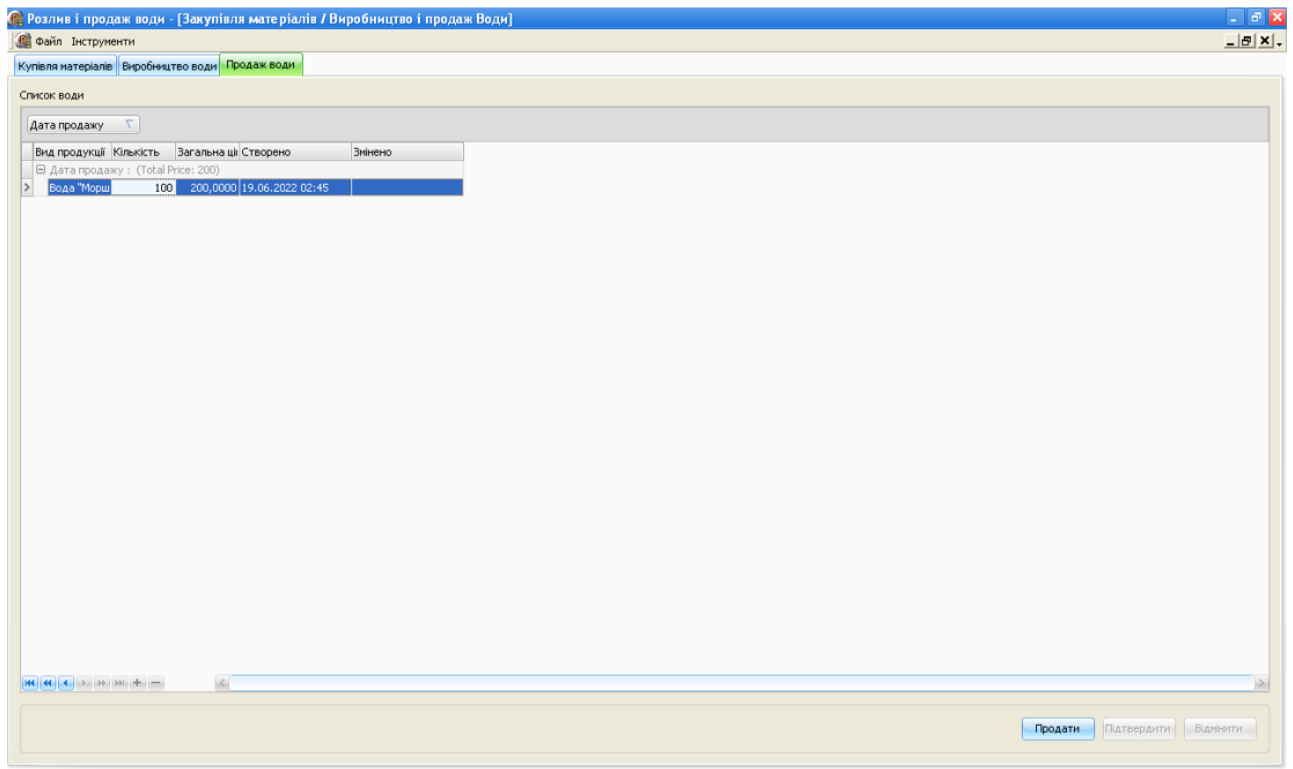 Розлив і продаж води - [Закупівля матеріалів / Виробництво і продаж Води]
Файл Інструменти
Купівля матеріалів Виробництво води Продаж води
Список води
Дата продажу
Вид продукції Кількість Загальна ці Створено Змінено
Дата продажу : (Total Price: 200)
Вода "Морш 100 200,0000 19.06.2022 02:45
Продати Підтвердити Відмінити